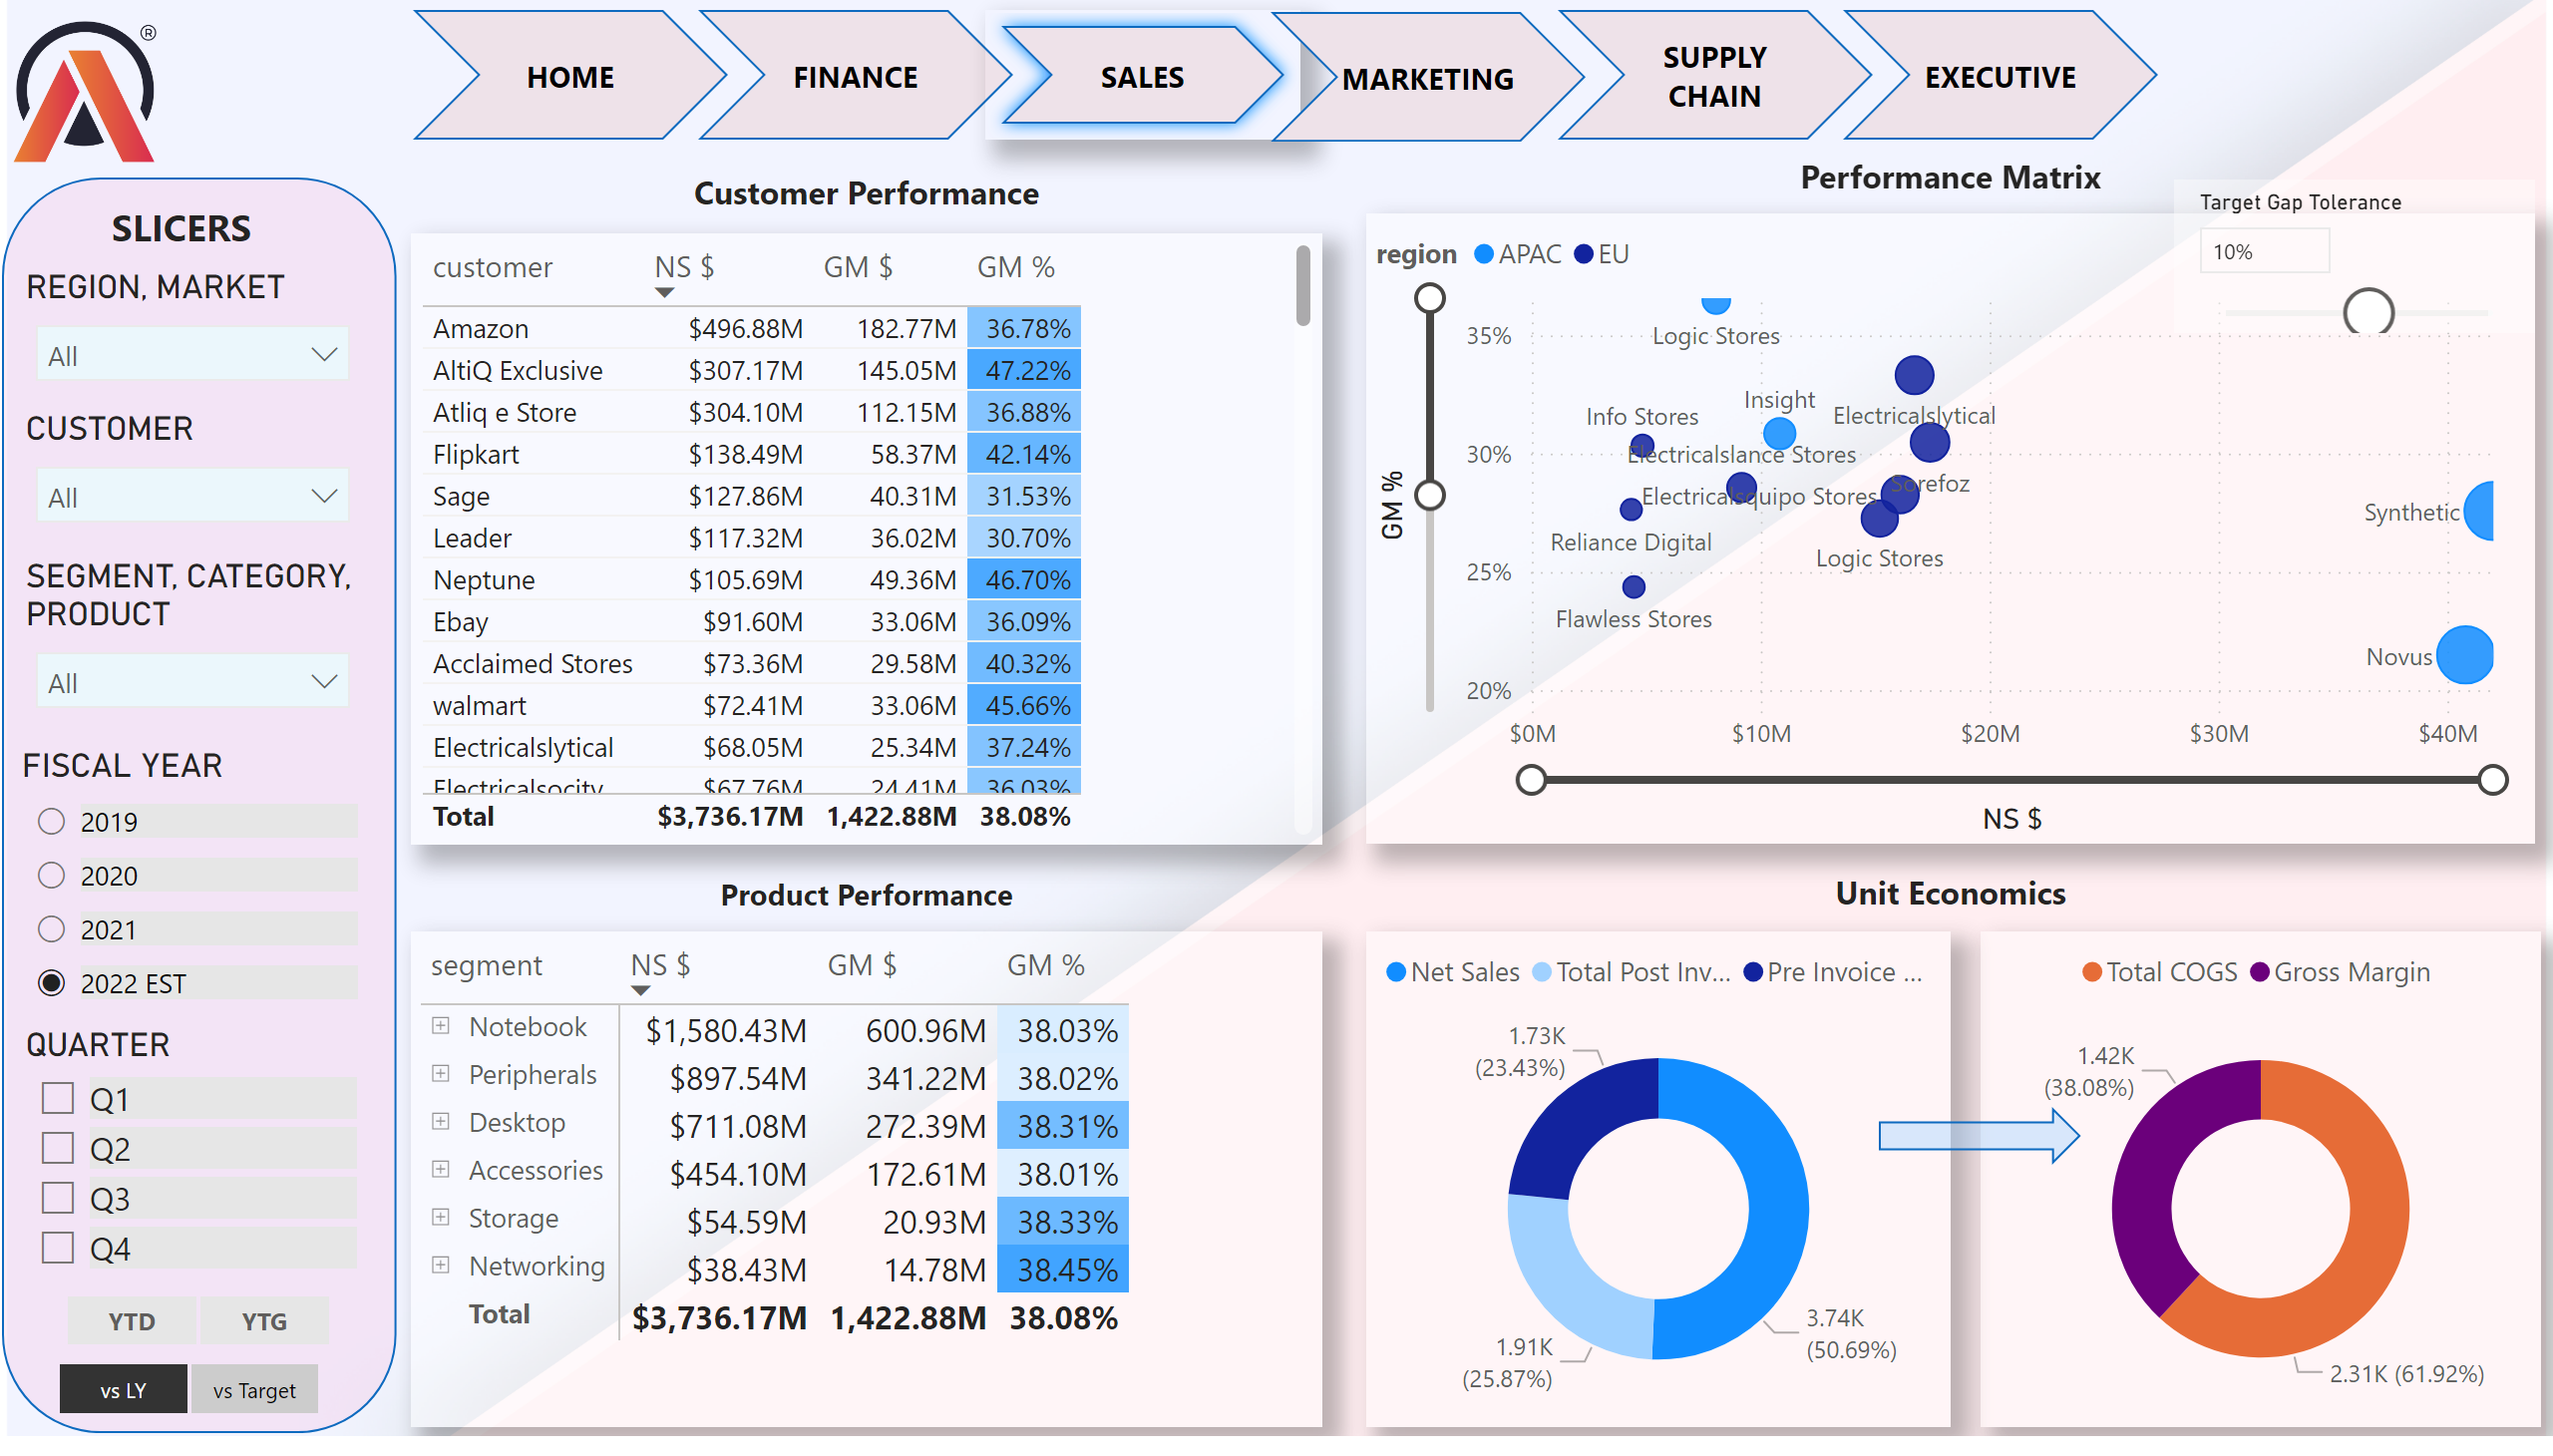 ®
HOME
FINANCE
SALES
MARKETING
SUPPLY
CHAIN
EXECUTIVE
SLICERS
REGION, MARKET
All
CUSTOMER
All
SEGMENT, CATEGORY,
PRODUCT
All
FISCAL YEAR
2019
2020
2021
2022 EST
QUARTER
Q1
Q2
Q3
Q4
YTD YTG
vs LY vs Target
Customer Performance
customer NS $ GM $ GM %
Amazon $496.88M 182.77M 36.78%
AltiQ Exclusive $307.17M 145.05M 47.22%
Atliq e Store $304.10M 112.15M 36.88%
Flipkart $138.49M 58.37M 42.14%
Sage $127.86M 40.31M 31.53%
Leader $117.32M 36.02M 30.70%
Neptune $105.69M 49.36M 46.70%
Ebay $91.60M 33.06M 36.09%
Acclaimed Stores $73.36M 29.58M 40.32%
walmart $72.41M 33.06M 45.66%
Electricalslytical $68.05M 25.34M 37.24%
Electricalsocity $67.76M 24.41M 36.03%
Total $3,736.17M 1,422.88M 38.08%
Performance Matrix
Target Gap Tolerance
10%
region APAC EU
GM %
35%
30%
25%
20%
Logic Stores
Insight
Info Stores
Electricalslytical
Electricalslance Stores
Sorefoz
Electricalsquipo Stores
Synthetic
Reliance Digital
Logic Stores
Flawless Stores
Novus
$0M $10M $20M $30M $40M
NS $
Product Performance
segment NS $ GM $ GM %
Notebook $1,580.43M 600.96M 38.03%
Peripherals $897.54M 341.22M 38.02%
Desktop $711.08M 272.39M 38.31%
Accessories $454.10M 172.61M 38.01%
Storage $54.59M 20.93M 38.33%
Networking $38.43M 14.78M 38.45%
Total $3,736.17M 1,422.88M 38.08%
Unit Economics
Net Sales Total Post Inv... Pre Invoice ...
1.73K
(23.43%)
1.91K
(25.87%)
3.74K
(50.69%)
Total COGS Gross Margin
1.42K
(38.08%)
2.31K (61.92%)